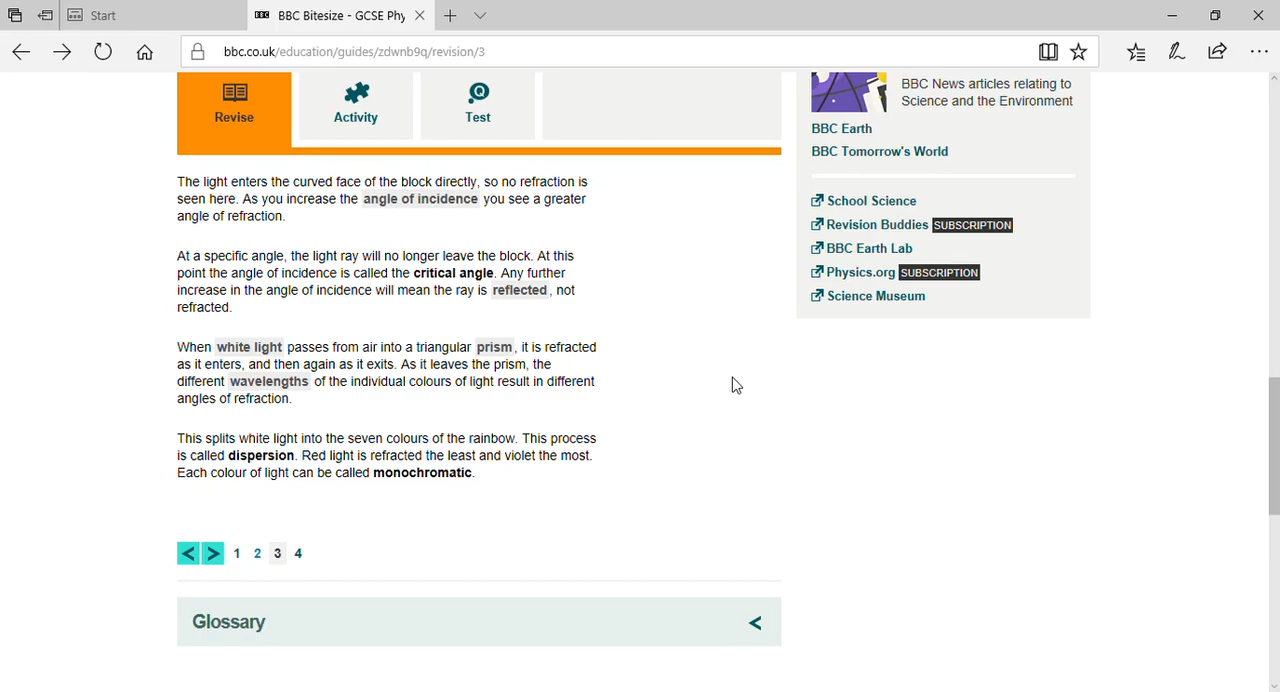 Start
BBC BBC Bitesize - GCSE Phy
bbc.co.uk/education/guides/zdwnb9q/revision/3
Revise
Activity
Test
The light enters the curved face of the block directly, so no refraction is
seen here. As you increase the angle of incidence you see a greater
angle of refraction.
At a specific angle, the light ray will no longer leave the block. At this
point the angle of incidence is called the critical angle. Any further
increase in the angle of incidence will mean the ray is reflected, not
refracted.
When white light passes from air into a triangular prism, it is refracted
as it enters, and then again as it exits. As it leaves the prism, the
different wavelengths of the individual colours of light result in different
angles of refraction.
This splits white light into the seven colours of the rainbow. This process
is called dispersion. Red light is refracted the least and violet the most.
Each colour of light can be called monochromatic.
< > 1 2 3 4
Glossary <
BBC News articles relating to
Science and the Environment
BBC Earth
BBC Tomorrow's World
School Science
Revision Buddies SUBSCRIPTION
BBC Earth Lab
Physics.org SUBSCRIPTION
Science Museum